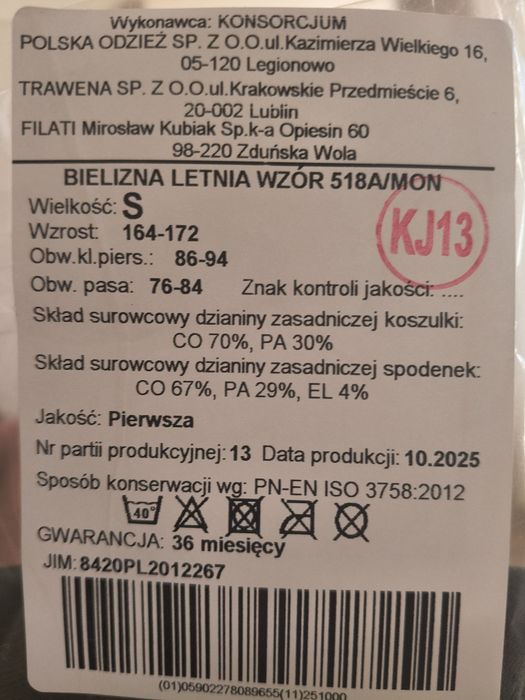 Wykonawca: KONSORCJUM
POLSKA ODZIEŻ SP. Z O.O.ul.Kazimierza Wielkiego 16,
05-120 Legionowo
TRAWENA SP. Z O.O.ul.Krakowskie Przedmieście 6,
20-002 Lublin
FILATI Mirosław Kubiak Sp.k-a Opiesin 60
98-220 Zduńska Wola
BIELIZNA LETNIA WZÓR 518A/MON
Wielkość: S
Wzrost: 164-172
KJ13
Obw.kl.piers.: 86-94
Obw. pasa: 76-84 Znak kontroli jakości: ....
Skład surowcowy dzianiny zasadniczej koszulki:
CO 70%, PA 30%
Skład surowcowy dzianiny zasadniczej spodenek:
CO 67%, PA 29%, EL 4%
Jakość: Pierwsza
Nr partii produkcyjnej: 13 Data produkcji: 10.2025
Sposób konserwacji wg: PN-EN ISO 3758:2012
40°
GWARANCJA: 36 miesięcy
JIM: 8420PL2012267
(01)05902278089655(11)251000